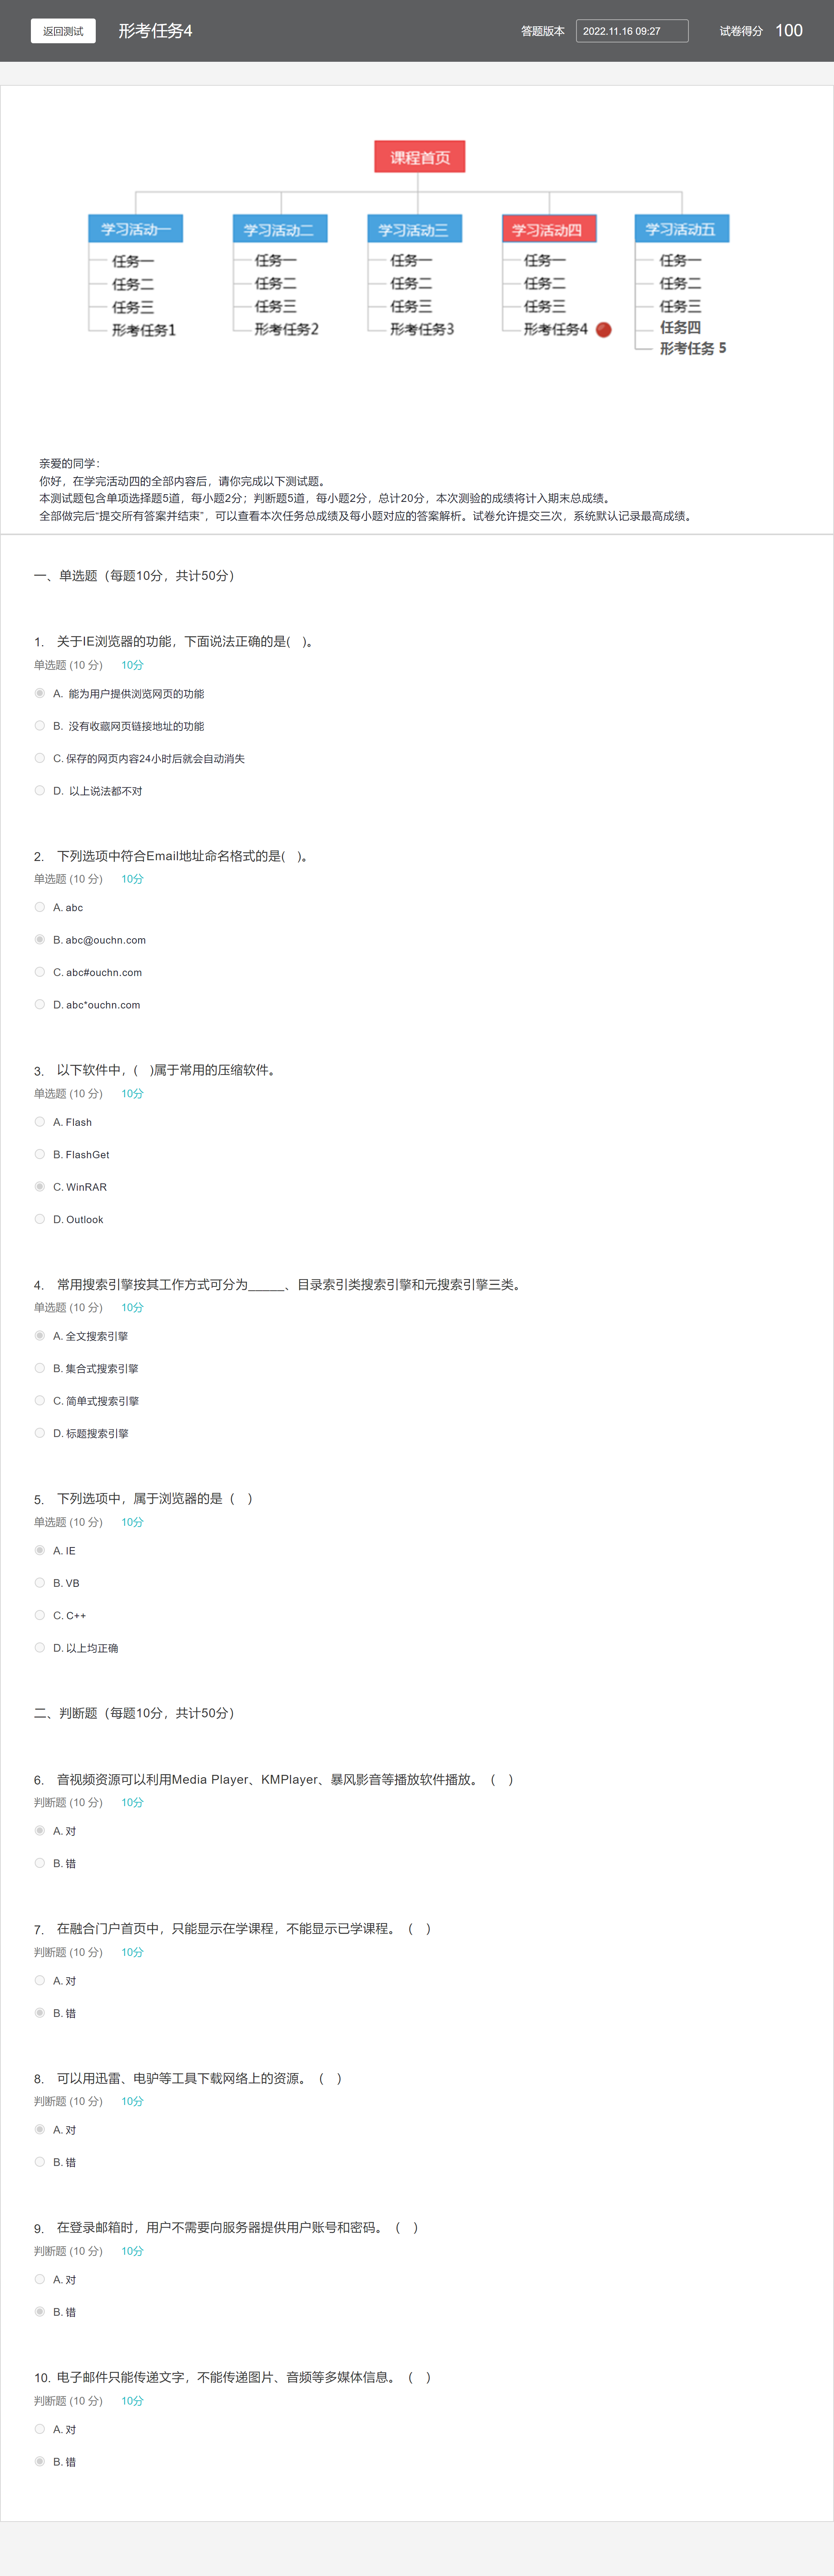 返回测试
形考任务4
答题版本
2022.11.16 09:27
试卷得分
100
课程首页
学习活动一
学习活动二
学习活动三
学习活动四
学习活动五
任务一
任务二
任务三
形考任务1
任务一
任务二
任务三
形考任务2
任务一
任务二
任务三
形考任务3
任务一
任务二
任务三
形考任务4
任务一
任务二
任务三
任务四
形考任务 5
亲爱的同学：
你好，在学完活动四的全部内容后，请你完成以下测试题。
本测试题包含单项选择题5道，每小题2分；判断题5道，每小题2分，总计20分，本次测验的成绩将计入期末总成绩。
全部做完后“提交所有答案并结束”，可以查看本次任务总成绩及每小题对应的答案解析。试卷允许提交三次，系统默认记录最高成绩。
一、单选题（每题10分，共计50分）
1. 关于IE浏览器的功能，下面说法正确的是( )。
单选题 (10 分) 10分
A. 能为用户提供浏览网页的功能
B. 没有收藏网页链接地址的功能
C. 保存的网页内容24小时后就会自动消失
D. 以上说法都不对
2. 下列选项中符合Email地址命名格式的是( )。
单选题 (10 分) 10分
A. abc
B. abc@ouchn.com
C. abc#ouchn.com
D. abc*ouchn.com
3. 以下软件中，( )属于常用的压缩软件。
单选题 (10 分) 10分
A. Flash
B. FlashGet
C. WinRAR
D. Outlook
4. 常用搜索引擎按其工作方式可分为______、目录索引类搜索引擎和元搜索引擎三类。
单选题 (10 分) 10分
A. 全文搜索引擎
B. 集合式搜索引擎
C. 简单式搜索引擎
D. 标题搜索引擎
5. 下列选项中，属于浏览器的是（ ）
单选题 (10 分) 10分
A. IE
B. VB
C. C++
D. 以上均正确
二、判断题（每题10分，共计50分）
6. 音视频资源可以利用Media Player、KMPlayer、暴风影音等播放软件播放。（ ）
判断题 (10 分) 10分
A. 对
B. 错
7. 在融合门户首页中，只能显示在学课程，不能显示已学课程。（ ）
判断题 (10 分) 10分
A. 对
B. 错
8. 可以用迅雷、电驴等工具下载网络上的资源。（ ）
判断题 (10 分) 10分
A. 对
B. 错
9. 在登录邮箱时，用户不需要向服务器提供用户账号和密码。（ ）
判断题 (10 分) 10分
A. 对
B. 错
10. 电子邮件只能传递文字，不能传递图片、音频等多媒体信息。（ ）
判断题 (10 分) 10分
A. 对
B. 错